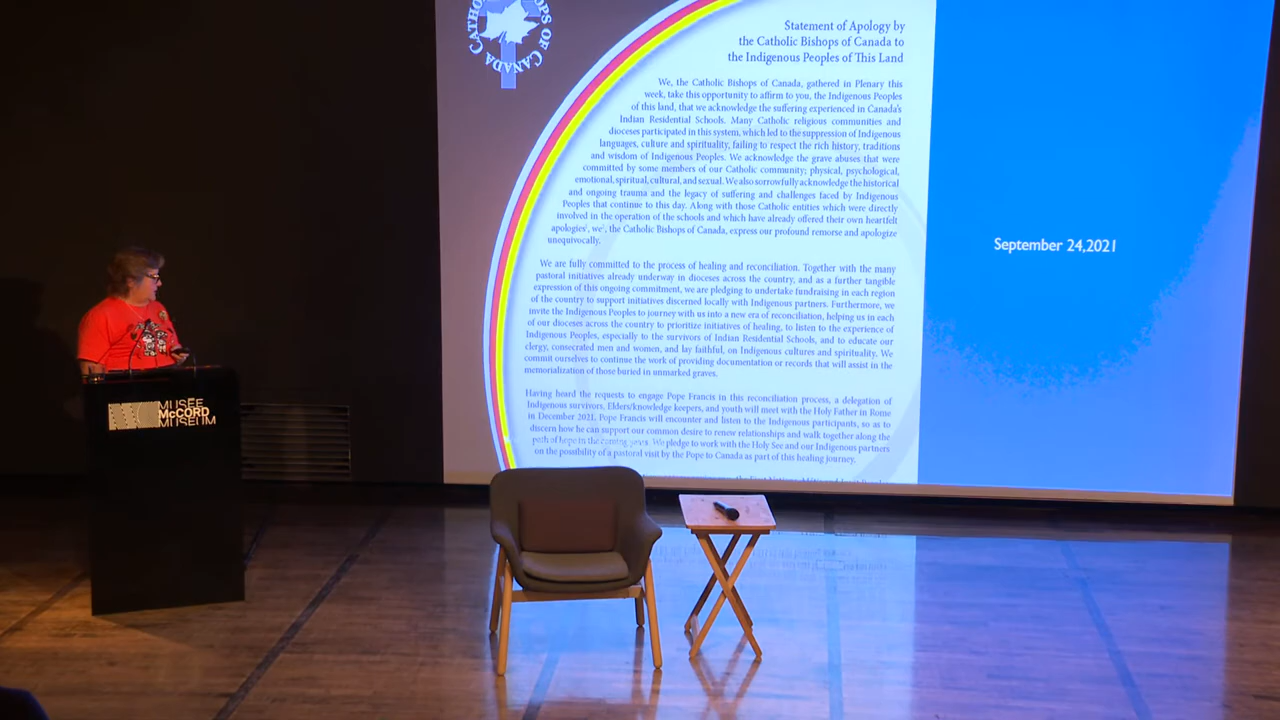 CATHO
OPS OF CANADA
Statement of Apology by
the Catholic Bishops of Canada to
the Indigenous Peoples of This Land
We, the Catholic Bishops of Canada, gathered in Plenary this
week, take this opportunity to affirm to you, the Indigenous Peoples
of this land, that we acknowledge the suffering experienced in Canada's
Indian Residential Schools. Many Catholic religious communities and
dioceses participated in this system, which led to the suppression of Indigenous
languages, culture and spirituality, failing to respect the rich history, traditions
and wisdom of Indigenous Peoples. We acknowledge the grave abuses that were
committed by some members of our Catholic community; physical, psychological,
emotional, spiritual, cultural, and sexual. We also sorrowfully acknowledge the historical
and ongoing trauma and the legacy of suffering and challenges faced by Indigenous
Peoples that continue to this day. Along with those Catholic entities which were directly
involved in the operation of the schools and which have already offered their own heartfelt
apologies, we, the Catholic Bishops of Canada, express our profound remorse and apologize
unequivocally.
We are fully committed to the process of healing and reconciliation. Together with the many
pastoral initiatives already underway in dioceses across the country, and as a further tangible
expression of this ongoing commitment, we are pledging to undertake fundraising in each region
of the country to support initiatives discerned locally with Indigenous partners. Furthermore, we
invite the Indigenous Peoples to journey with us into a new era of reconciliation, helping us in each
of our dioceses across the country to prioritize initiatives of healing, to listen to the experience of
Indigenous Peoples, especially to the survivors of Indian Residential Schools, and to educate our
clergy, consecrated men and women, and lay faithful, on Indigenous cultures and spirituality. We
commit ourselves to continue the work of providing documentation or records that will assist in the
memorialization of those buried in unmarked graves.
Having heard the requests to engage Pope Francis in this reconciliation process, a delegation of
Indigenous survivors, Elders/knowledge keepers, and youth will meet with the Holy Father in Rome
in December 2021. Pope Francis will encounter and listen to the Indigenous participants, so as to
discern how he can support our common desire to renew relationships and walk together along the
path of hope in the coming years. We pledge to work with the Holy See and our Indigenous partners
on the possibility of a pastoral visit by the Pope to Canada as part of this healing journey.
September 24,2021
MUSÉE
McCORD
MUSEUM